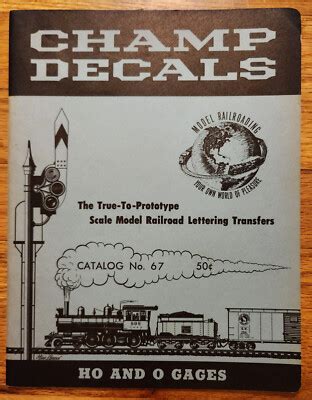 CHAMP
DECALS
MODEL RAILROADING
YOUR OWN WORLD OF PLEASURE
The True-To-Prototype
Scale Model Railroad Lettering Transfers
CATALOG No. 67 50¢
HO AND O GAGES